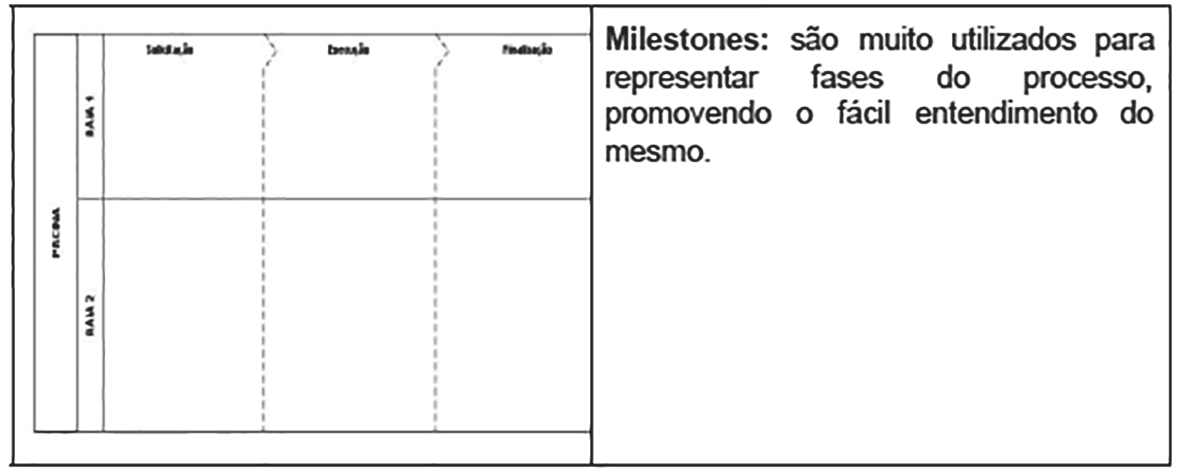 Solicitação
Execução
Finalização
PISCINA
RAIA 1
RAIA 2
Milestones: são muito utilizados para
representar fases do processo,
promovendo o fácil entendimento do
mesmo.